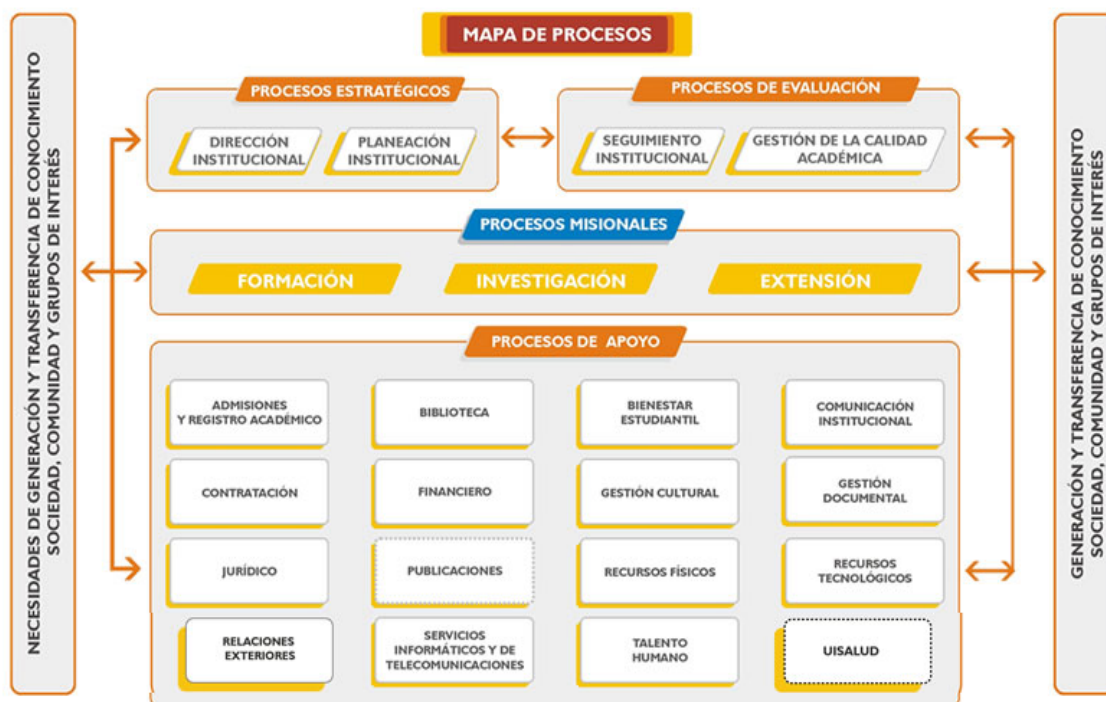 MAPA DE PROCESOS
NECESIDADES DE GENERACIÓN Y TRANSFERENCIA DE CONOCIMIENTO
SOCIEDAD, COMUNIDAD Y GRUPOS DE INTERÉS
PROCESOS ESTRATÉGICOS
DIRECCIÓN
INSTITUCIONAL
PLANEACIÓN
INSTITUCIONAL
PROCESOS DE EVALUACIÓN
SEGUIMIENTO
INSTITUCIONAL
GESTIÓN DE LA CALIDAD
ACADÉMICA
PROCESOS MISIONALES
FORMACIÓN
INVESTIGACIÓN
EXTENSIÓN
PROCESOS DE APOYO
ADMISIONES
Y REGISTRO ACADÉMICO
BIBLIOTECA
BIENESTAR
ESTUDIANTIL
COMUNICACIÓN
INSTITUCIONAL
CONTRATACIÓN
FINANCIERO
GESTIÓN CULTURAL
GESTIÓN
DOCUMENTAL
JURÍDICO
PUBLICACIONES
RECURSOS FÍSICOS
RECURSOS
TECNOLÓGICOS
RELACIONES
EXTERIORES
SERVICIOS
INFORMÁTICOS Y DE
TELECOMUNICACIONES
TALENTO
HUMANO
UISALUD
GENERACIÓN Y TRANSFERENCIA DE CONOCIMIENTO
SOCIEDAD, COMUNIDAD Y GRUPOS DE INTERÉS